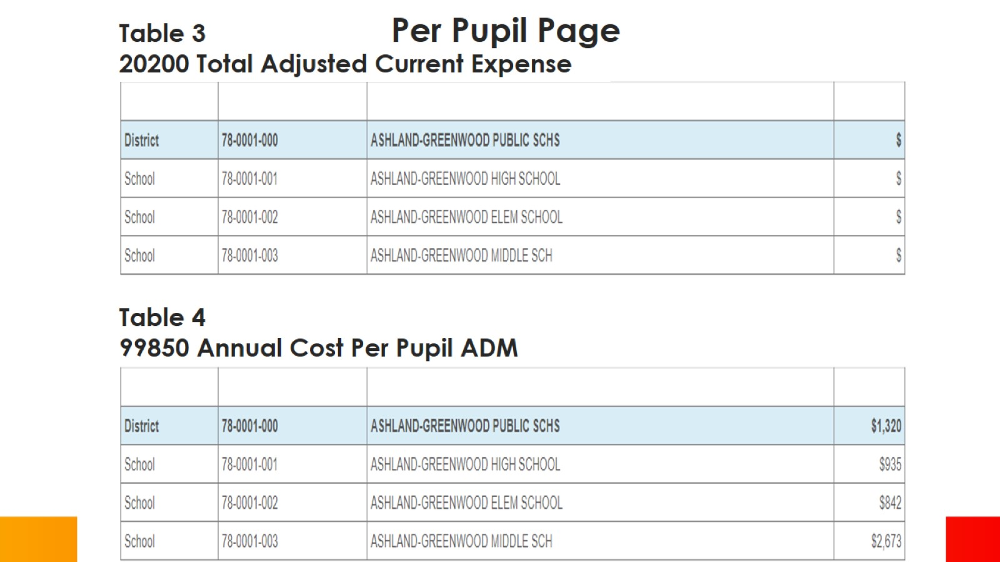 Per Pupil Page
Table 3
20200 Total Adjusted Current Expense
District 78-0001-000 ASHLAND-GREENWOOD PUBLIC SCHS $
School 78-0001-001 ASHLAND-GREENWOOD HIGH SCHOOL $
School 78-0001-002 ASHLAND-GREENWOOD ELEM SCHOOL $
School 78-0001-003 ASHLAND-GREENWOOD MIDDLE SCH $
Table 4
99850 Annual Cost Per Pupil ADM
District 78-0001-000 ASHLAND-GREENWOOD PUBLIC SCHS $1,320
School 78-0001-001 ASHLAND-GREENWOOD HIGH SCHOOL $935
School 78-0001-002 ASHLAND-GREENWOOD ELEM SCHOOL $842
School 78-0001-003 ASHLAND-GREENWOOD MIDDLE SCH $2,673